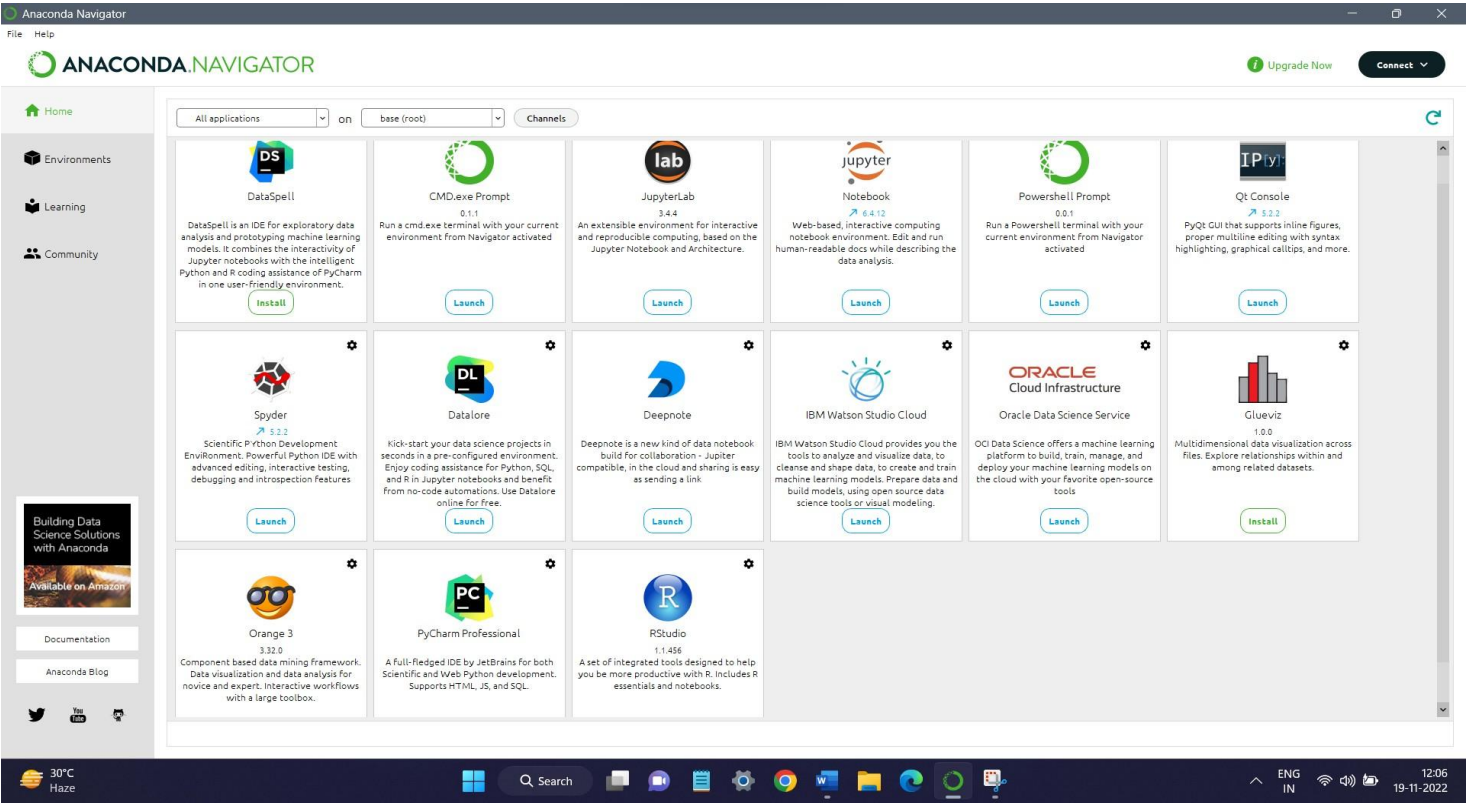 Anaconda Navigator
File Help
ANACONDA.NAVIGATOR
Upgrade Now
Connect
Home
Environments
Learning
Community
Building Data
Science Solutions
with Anaconda
Available on Amazon
Documentation
Anaconda Blog
You
Tube
All applications on base (root) Channels
DS
DataSpell
DataSpell is an IDE for exploratory data
analysis and prototyping machine learning
models. It combines the interactivity of
Jupyter notebooks with the intelligent
Python and R coding assistance of PyCharm
in one user-friendly environment.
Install
CMD.exe Prompt
0.1.1
Run a cmd.exe terminal with your current
environment from Navigator activated
Launch
lab
JupyterLab
3.4.4
An extensible environment for interactive
and reproducible computing, based on the
Jupyter Notebook and Architecture.
Launch
jupyter
Notebook
6.4.12
Web-based, interactive computing
notebook environment. Edit and run
human-readable docs while describing the
data analysis.
Launch
Powershell Prompt
0.0.1
Run a Powershell terminal with your
current environment from Navigator
activated
Launch
IP[y]:
Qt Console
5.2.2
PyQt GUI that supports inline figures,
proper multiline editing with syntax
highlighting, graphical calltips, and more.
Launch
Spyder
5.2.2
Scientific PYthon Development
EnviRonment. Powerful Python IDE with
advanced editing, interactive testing,
debugging and introspection features
Launch
DL
Datalore
Kick-start your data science projects in
seconds in a pre-configured environment.
Enjoy coding assistance for Python, SQL,
and R in Jupyter notebooks and benefit
from no-code automations. Use Datalore
online for free.
Launch
Deepnote
Deepnote is a new kind of data notebook
build for collaboration - Jupiter
compatible, in the cloud and sharing is easy
as sending a link
Launch
IBM Watson Studio Cloud
IBM Watson Studio Cloud provides you the
tools to analyze and visualize data, to
cleanse and shape data, to create and train
machine learning models. Prepare data and
build models, using open source data
science tools or visual modeling.
Launch
ORACLE
Cloud Infrastructure
Oracle Data Science Service
OCI Data Science offers a machine learning
platform to build, train, manage, and
deploy your machine learning models on
the cloud with your favorite open-source
tools
Launch
Glueviz
1.0.0
Multidimensional data visualization across
files. Explore relationships within and
among related datasets.
Install
Orange 3
3.32.0
Component based data mining framework.
Data visualization and data analysis for
novice and expert. Interactive workflows
with a large toolbox.
PC
PyCharm Professional
A full-fledged IDE by JetBrains for both
Scientific and Web Python development.
Supports HTML, JS, and SQL.
R
RStudio
1.1.456
A set of integrated tools designed to help
you be more productive with R. Includes R
essentials and notebooks.
30°C
Haze
Search
W
ENG
IN
12:06
19-11-2022